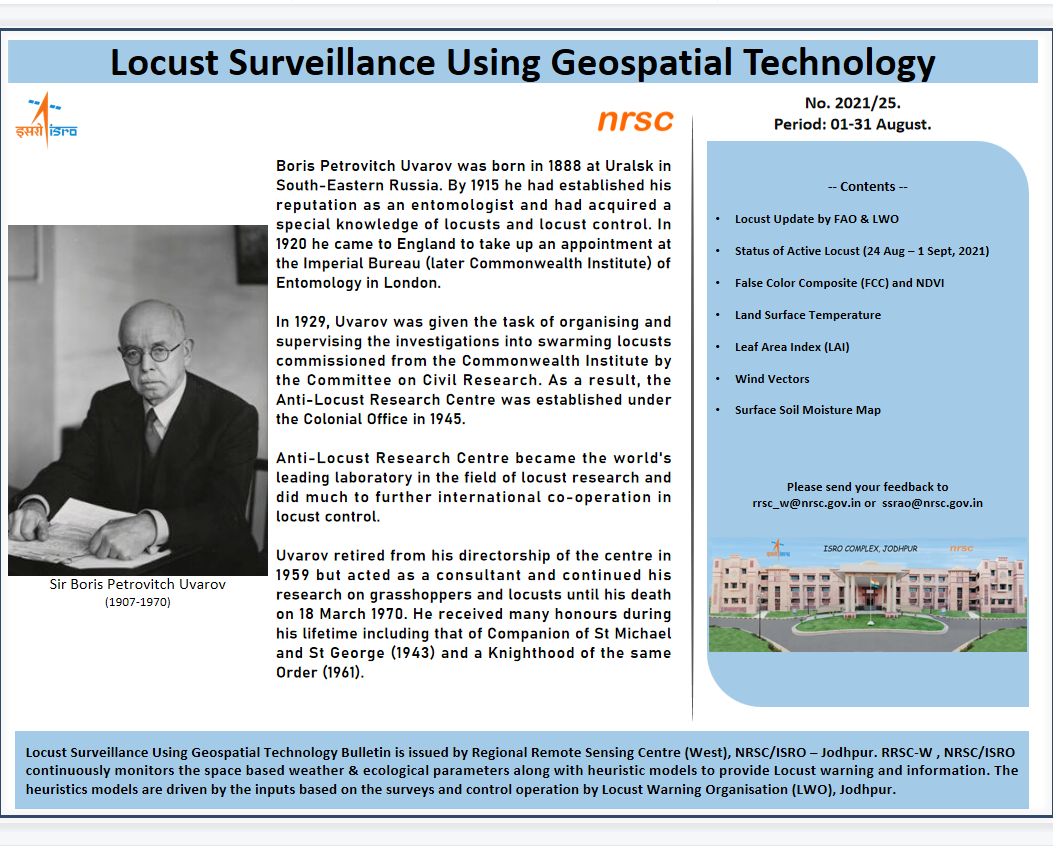 Locust Surveillance Using Geospatial Technology
इसरो isro
nrsc
No. 2021/25.
Period: 01-31 August.
Boris Petrovitch Uvarov was born in 1888 at Uralsk in
South-Eastern Russia. By 1915 he had established his
reputation as an entomologist and had acquired a
special knowledge of locusts and locust control. In
1920 he came to England to take up an appointment at
the Imperial Bureau (later Commonwealth Institute) of
Entomology in London.
In 1929, Uvarov was given the task of organising and
supervising the investigations into swarming locusts
commissioned from the Commonwealth Institute by
the Committee on Civil Research. As a result, the
Anti-Locust Research Centre was established under
the Colonial Office in 1945.
Anti-Locust Research Centre became the world's
leading laboratory in the field of locust research and
did much to further international co-operation in
locust control.
Uvarov retired from his directorship of the centre in
1959 but acted as a consultant and continued his
research on grasshoppers and locusts until his death
on 18 March 1970. He received many honours during
his lifetime including that of Companion of St Michael
and St George (1943) and a Knighthood of the same
Order (1961).
Sir Boris Petrovitch Uvarov
(1907-1970)
-- Contents --
• Locust Update by FAO & LWO
• Status of Active Locust (24 Aug – 1 Sept, 2021)
• False Color Composite (FCC) and NDVI
• Land Surface Temperature
• Leaf Area Index (LAI)
• Wind Vectors
• Surface Soil Moisture Map
Please send your feedback to
rrsc_w@nrsc.gov.in or ssrao@nrsc.gov.in
ISRO COMPLEX, JODHPUR
nrsc
Locust Surveillance Using Geospatial Technology Bulletin is issued by Regional Remote Sensing Centre (West), NRSC/ISRO – Jodhpur. RRSC-W , NRSC/ISRO
continuously monitors the space based weather & ecological parameters along with heuristic models to provide Locust warning and information. The
heuristics models are driven by the inputs based on the surveys and control operation by Locust Warning Organisation (LWO), Jodhpur.